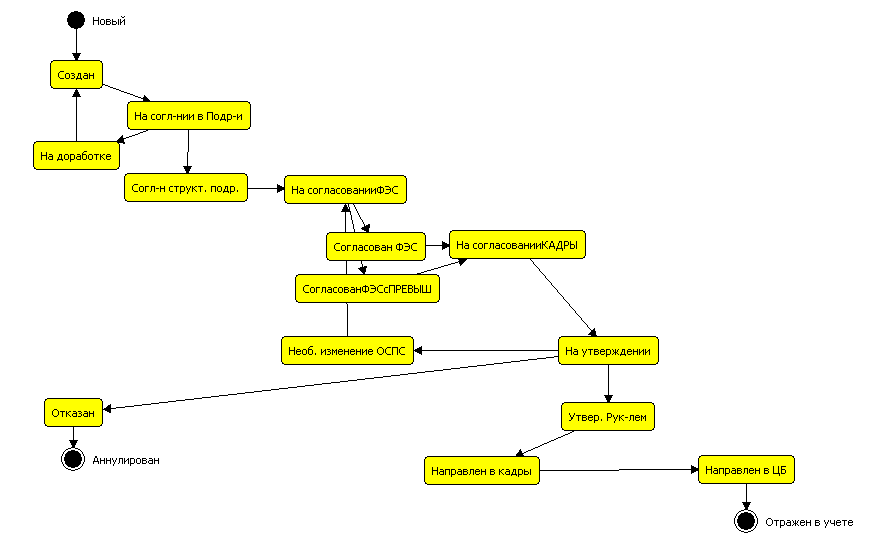 Новый
Создан
На согл-нии в Подр-и
На доработке
Согл-н структ. подр.
На согласованииФЭС
Согласован ФЭС
На согласованииКАДРЫ
СогласованФЭСсПРЕВЫШ
Необ. изменение ОСПС
На утверждении
Отказан
Утвер. Рук-лем
Аннулирован
Направлен в кадры
Направлен в ЦБ
Отражен в учете